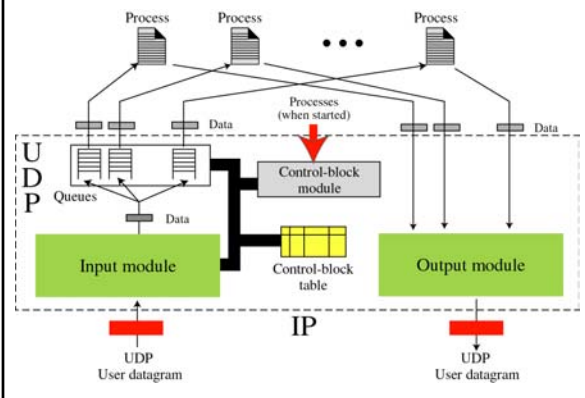 Process
Process
Process
Processes
(when started)
Data
Data
U
D
P
Queues
Control-block
module
Data
Input module
Control-block
table
Output module
IP
UDP
User datagram
UDP
User datagram